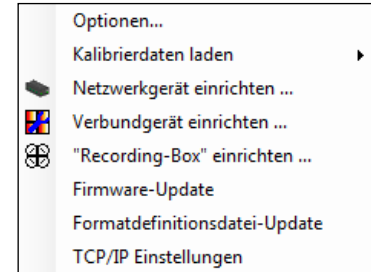 Optionen...
Kalibrierdaten laden
Netzwerkgerät einrichten ...
Verbundgerät einrichten ...
"Recording-Box" einrichten ...
Firmware-Update
Formatdefinitionsdatei-Update
TCP/IP Einstellungen